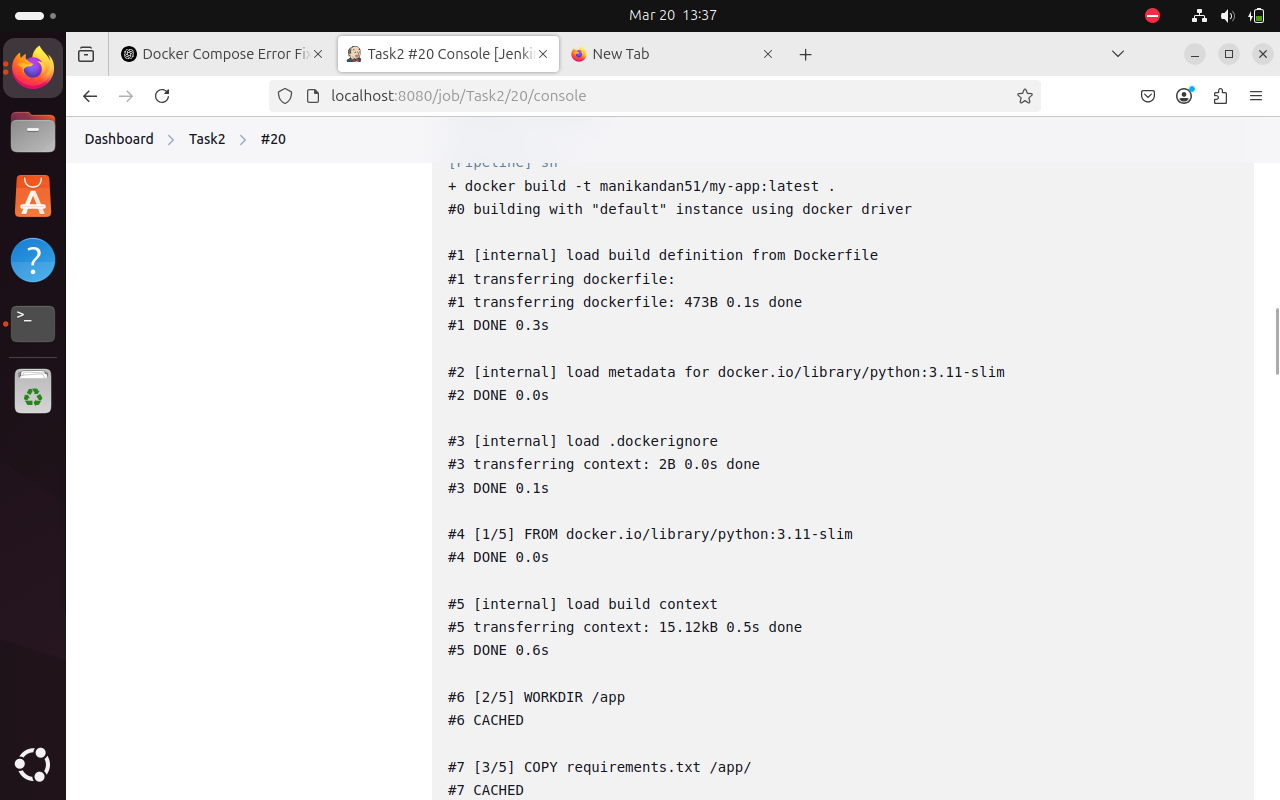 Mar 20 13:37
Docker Compose Error Fi
Task2 #20 Console [Jenki
New Tab
localhost:8080/job/Task2/20/console
Dashboard
Task2
#20
[Pipeline] sh
+ docker build -t manikandan51/my-app:latest .
#0 building with "default" instance using docker driver
#1 [internal] load build definition from Dockerfile
#1 transferring dockerfile:
#1 transferring dockerfile: 473B 0.1s done
#1 DONE 0.3s
#2 [internal] load metadata for docker.io/library/python:3.11-slim
#2 DONE 0.0s
#3 [internal] load .dockerignore
#3 transferring context: 2B 0.0s done
#3 DONE 0.1s
#4 [1/5] FROM docker.io/library/python:3.11-slim
#4 DONE 0.0s
#5 [internal] load build context
#5 transferring context: 15.12kB 0.5s done
#5 DONE 0.6s
#6 [2/5] WORKDIR /app
#6 CACHED
#7 [3/5] COPY requirements.txt /app/
#7 CACHED